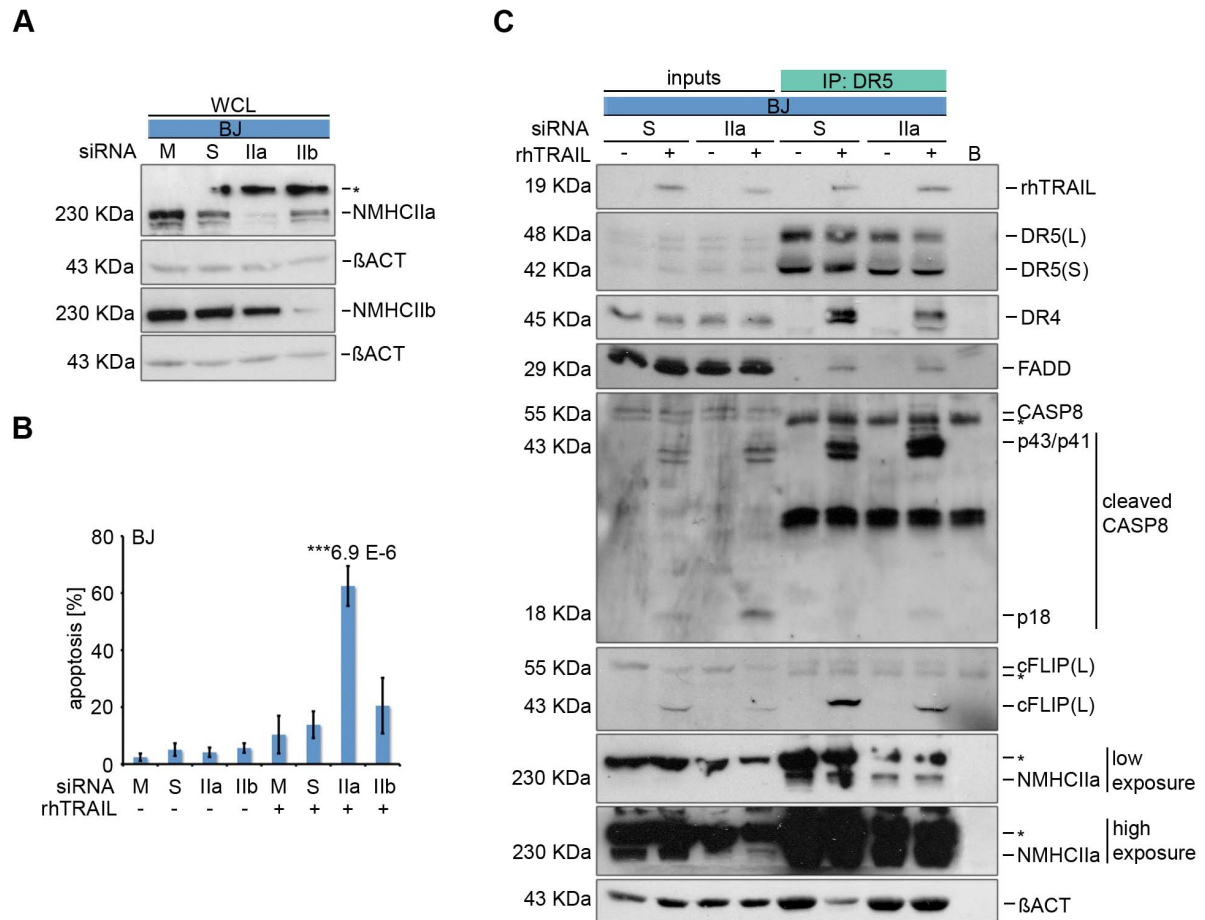 A
WCL
BJ
siRNA M S IIa IIb
-*
230 KDa -NMHCIIa
43 KDa -ßACT
230 KDa -NMHCIIb
43 KDa -ßACT
B
BJ
***6.9 E-6
apoptosis [%]
80
60
40
20
0
siRNA M S IIa IIb M S IIa IIb
rhTRAIL - - - - + + + +
C
inputs IP: DR5
BJ
siRNA S IIa S IIa
rhTRAIL - + - + - + - + B
19 KDa -rhTRAIL
48 KDa -DR5(L)
42 KDa -DR5(S)
45 KDa -DR4
29 KDa -FADD
55 KDa -CASP8
-*
43 KDa -p43/p41
cleaved
CASP8
18 KDa -p18
55 KDa -cFLIP(L)
-*
43 KDa -cFLIP(L)
-*
230 KDa -NMHCIIa
low
exposure
-*
230 KDa -NMHCIIa
high
exposure
43 KDa -ßACT